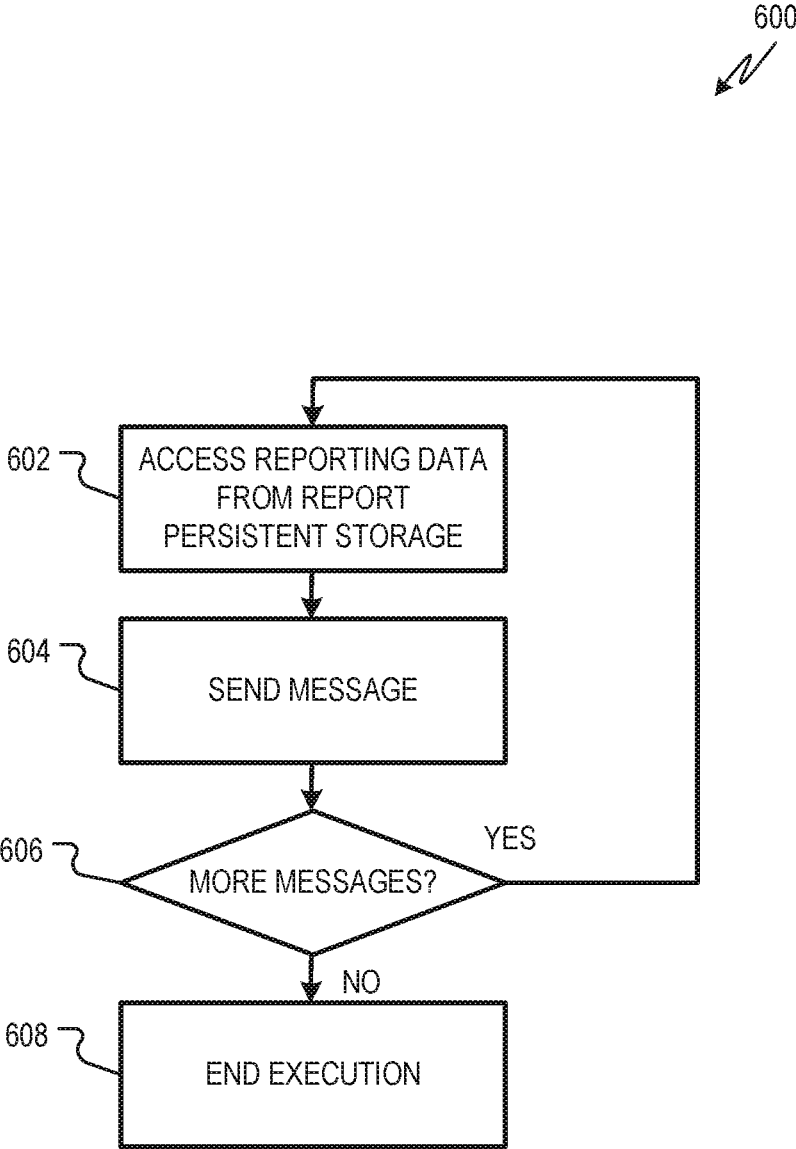 600
602
ACCESS REPORTING DATA
FROM REPORT
PERSISTENT STORAGE
604
SEND MESSAGE
606
MORE MESSAGES?
YES
NO
608
END EXECUTION